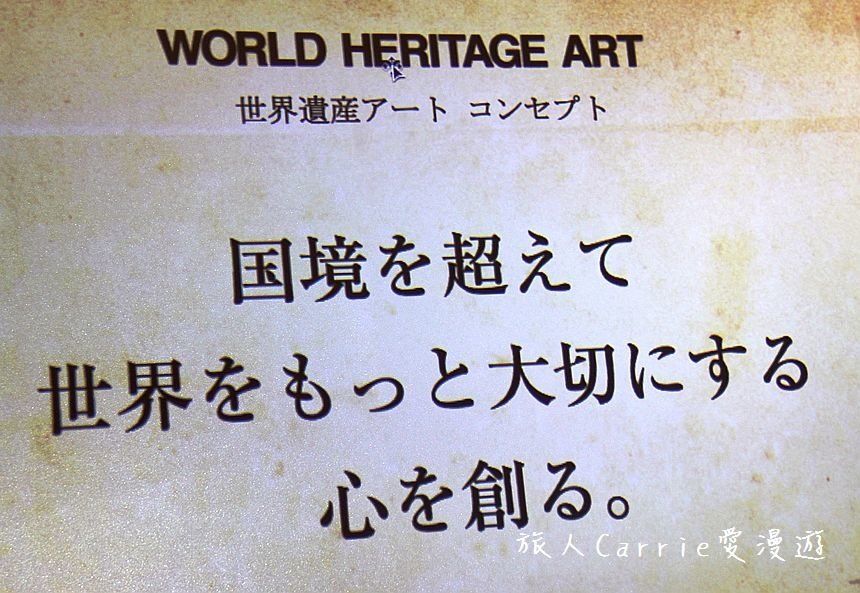 WORLD HERITAGE ART
世界遺産アート コンセプト
国境を超えて
世界をもっと大切にする
心を創る。
旅人Carrie愛漫遊